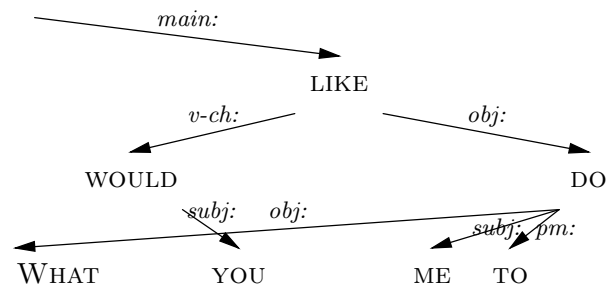 main:
LIKE
v-ch: obj:
WOULD DO
subj: obj: subj: pm:
WHAT YOU ME TO